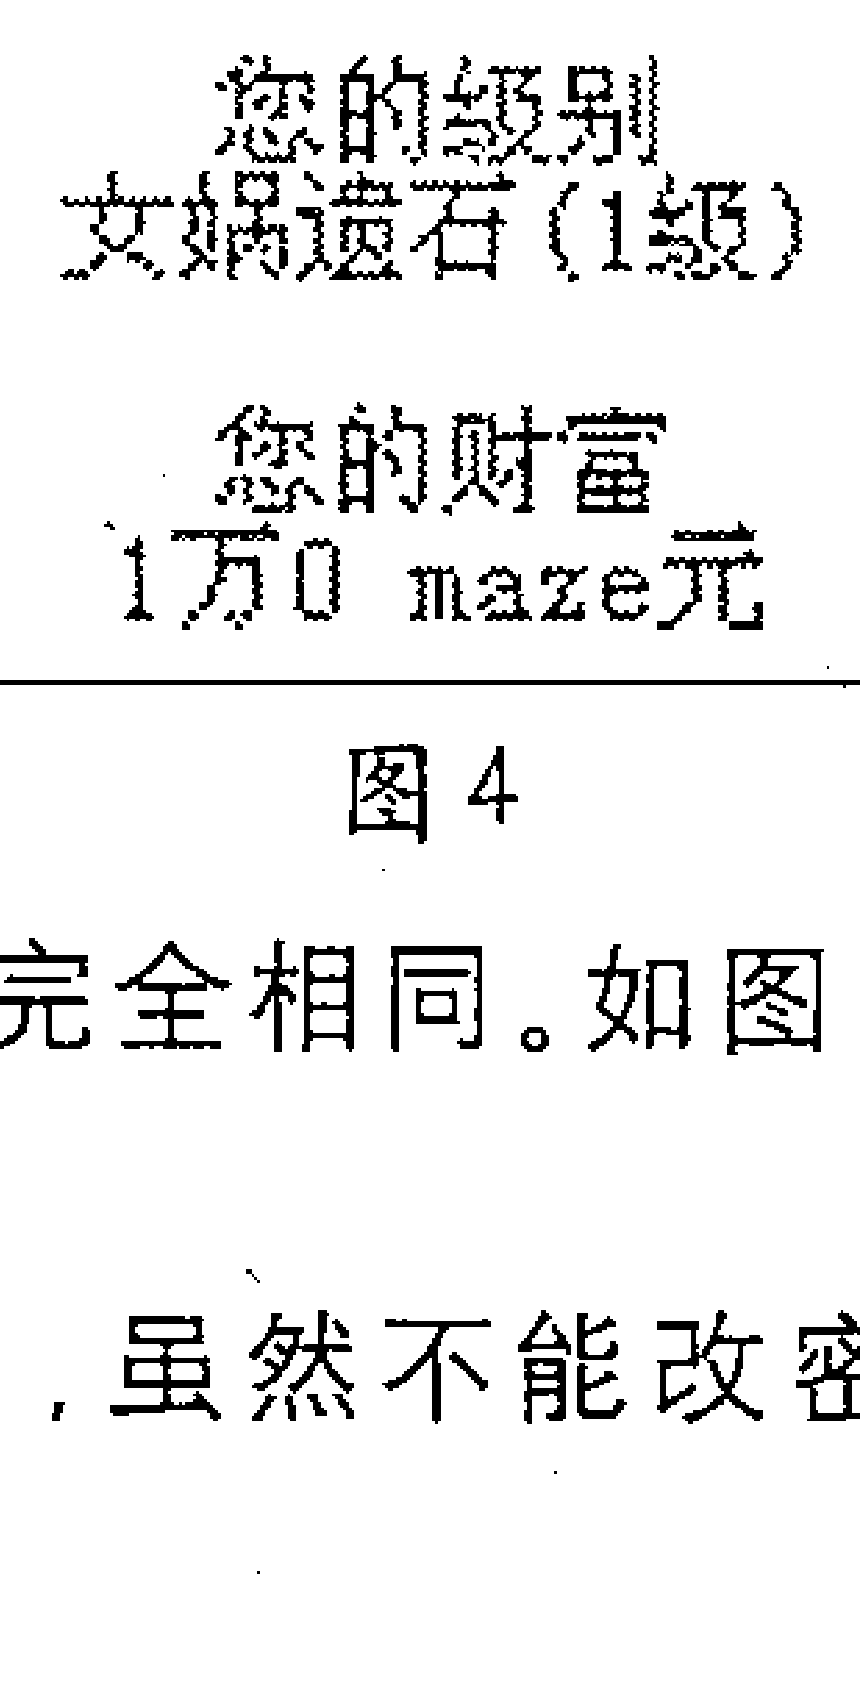 您的级别
女娲遗石(1级)
您的财富
1万0 maze元
图 4
完全相同。如图
,虽然不能改密